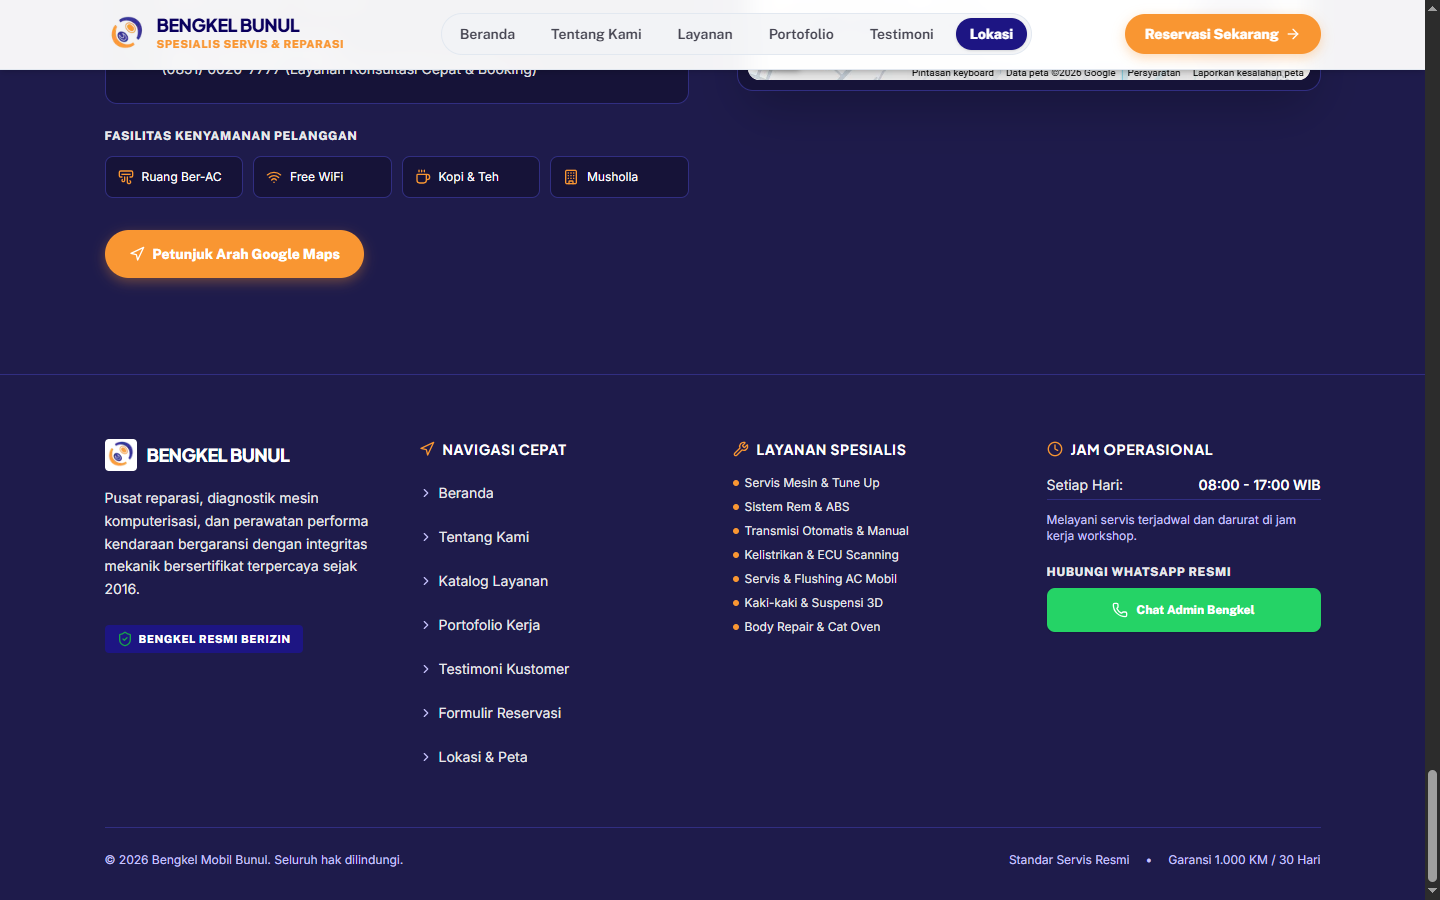 BENGKEL BUNUL
SPESIALIS SERVIS & REPARASI
Beranda
Tentang Kami
Layanan
Portofolio
Testimoni
Lokasi
Reservasi Sekarang
(Layanan Konsultasi Cepat & Booking)
Pintasan keyboard
Data peta ©2026 Google
Persyaratan
Laporkan kesalahan peta
FASILITAS KENYAMANAN PELANGGAN
Ruang Ber-AC
Free WiFi
Kopi & Teh
Musholla
Petunjuk Arah Google Maps
BENGKEL BUNUL
Pusat reparasi, diagnostik mesin
komputerisasi, dan perawatan performa
kendaraan bergaransi dengan integritas
mekanik bersertifikat terpercaya sejak
2016.
BENGKEL RESMI BERIZIN
NAVIGASI CEPAT
Beranda
Tentang Kami
Katalog Layanan
Portofolio Kerja
Testimoni Kustomer
Formulir Reservasi
Lokasi & Peta
LAYANAN SPESIALIS
Servis Mesin & Tune Up
Sistem Rem & ABS
Transmisi Otomatis & Manual
Kelistrikan & ECU Scanning
Servis & Flushing AC Mobil
Kaki-kaki & Suspensi 3D
Body Repair & Cat Oven
JAM OPERASIONAL
Setiap Hari: 08:00 - 17:00 WIB
Melayani servis terjadwal dan darurat di jam
kerja workshop.
HUBUNGI WHATSAPP RESMI
Chat Admin Bengkel
© 2026 Bengkel Mobil Bunul. Seluruh hak dilindungi.
Standar Servis Resmi • Garansi 1.000 KM / 30 Hari